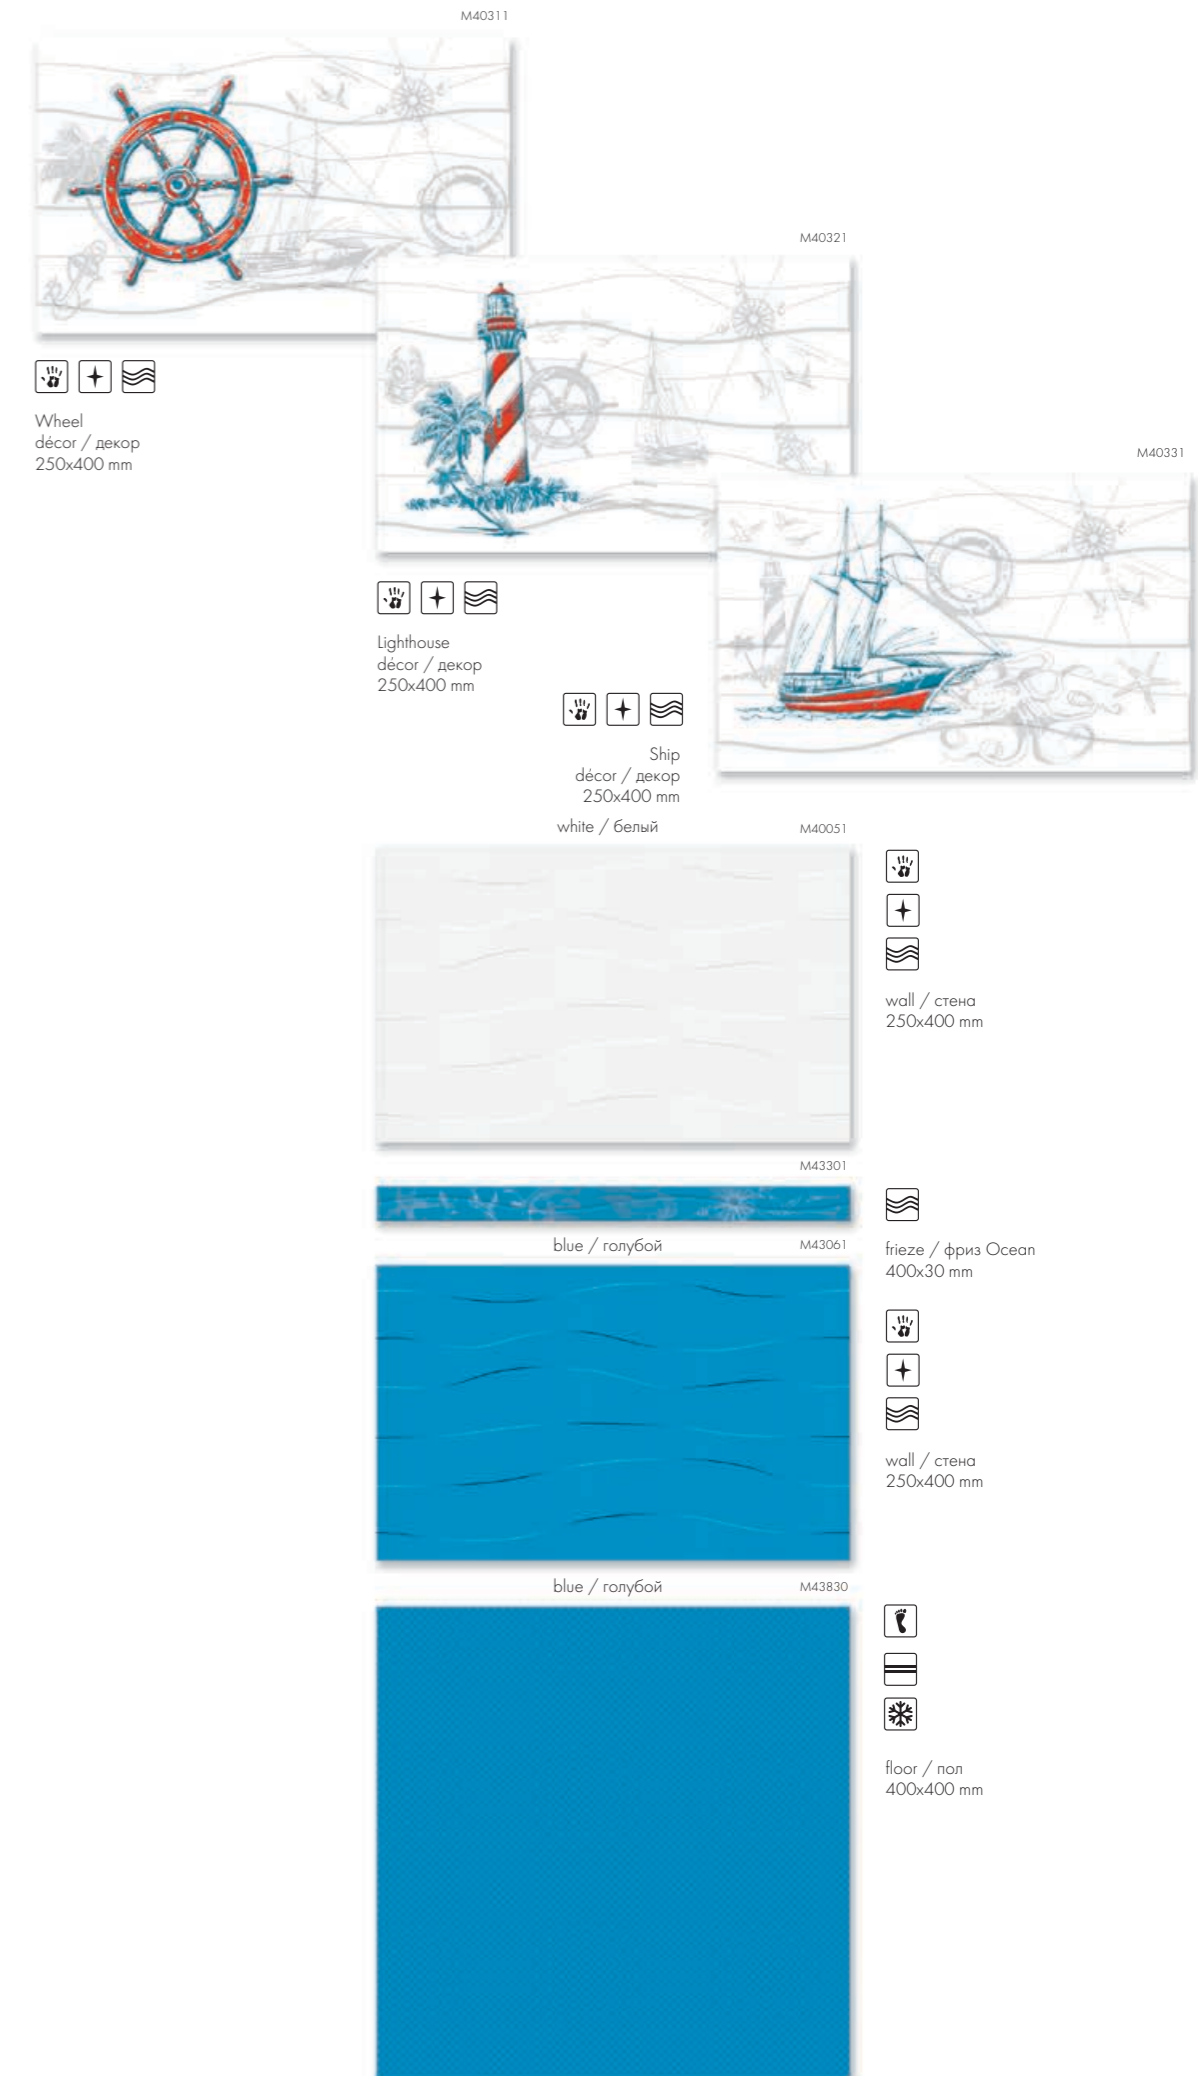 M40311
Wheel
décor / декор
250x400 mm
M40321
Lighthouse
décor / декор
250x400 mm
M40331
Ship
décor / декор
250x400 mm
white / белый
M40051
wall / стена
250x400 mm
M43301
frieze / фриз Ocean
400x30 mm
blue / голубой
M43061
wall / стена
250x400 mm
blue / голубой
M43830
floor / пол
400x400 mm